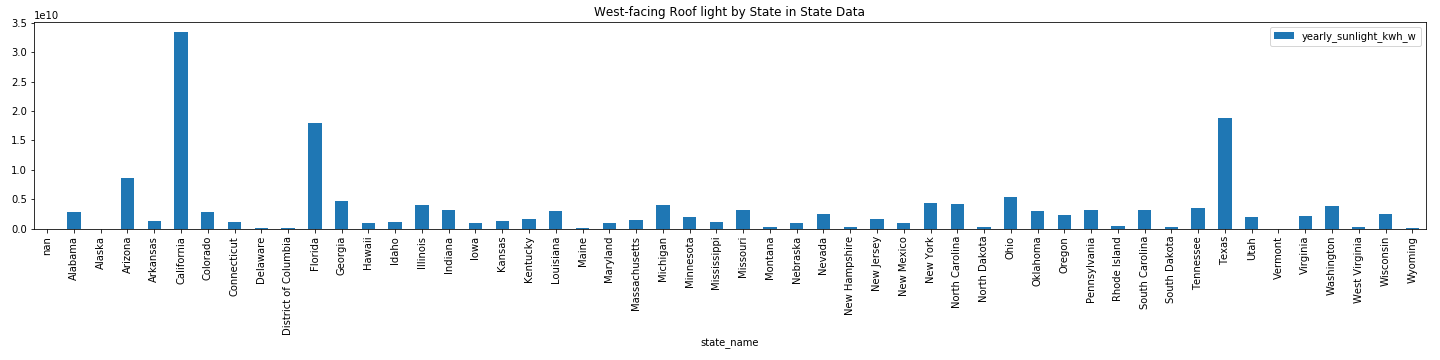 West-facing Roof light by State in State Data
1e10
3.5
3.0
2.5
2.0
1.5
1.0
0.5
0.0
yearly_sunlight_kwh_w
nan
Alabama
Alaska
Arizona
Arkansas
California
Colorado
Connecticut
Delaware
District of Columbia
Florida
Georgia
Hawaii
Idaho
Illinois
Indiana
Iowa
Kansas
Kentucky
Louisiana
Maine
Maryland
Massachusetts
Michigan
Minnesota
Mississippi
Missouri
Montana
Nebraska
Nevada
New Hampshire
New Jersey
New Mexico
New York
North Carolina
North Dakota
Ohio
Oklahoma
Oregon
Pennsylvania
Rhode Island
South Carolina
South Dakota
Tennessee
Texas
Utah
Vermont
Virginia
Washington
West Virginia
Wisconsin
Wyoming
state_name